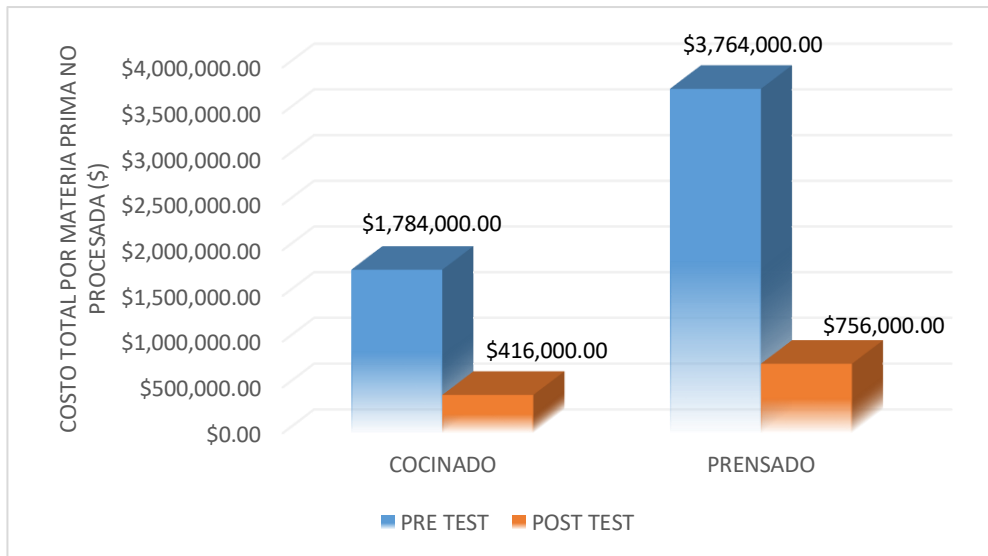 COSTO TOTAL POR MATERIA PRIMA NO
PROCESADA ($)
$4,000,000.00
$3,500,000.00
$3,000,000.00
$2,500,000.00
$2,000,000.00
$1,500,000.00
$1,000,000.00
$500,000.00
$0.00
$1,784,000.00
$416,000.00
$3,764,000.00
$756,000.00
COCINADO
PRENSADO
PRE TEST
POST TEST